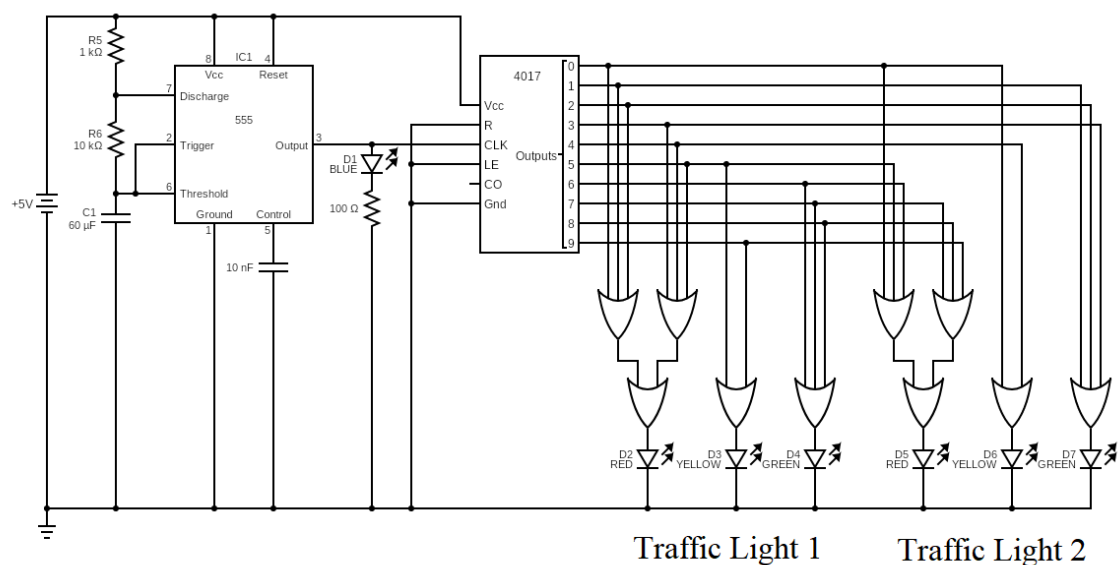 R5
1 kΩ
R6
10 kΩ
C1
60 µF
+5V
IC1
8
4
Vcc
Reset
7
Discharge
555
2
Trigger
Output
3
6
Threshold
Ground
Control
1
5
10 nF
D1
BLUE
100 Ω
4017
Vcc
R
CLK
LE
CO
Gnd
Outputs
0
1
2
3
4
5
6
7
8
9
D2
RED
D3
YELLOW
D4
GREEN
D5
RED
D6
YELLOW
D7
GREEN
Traffic Light 1
Traffic Light 2